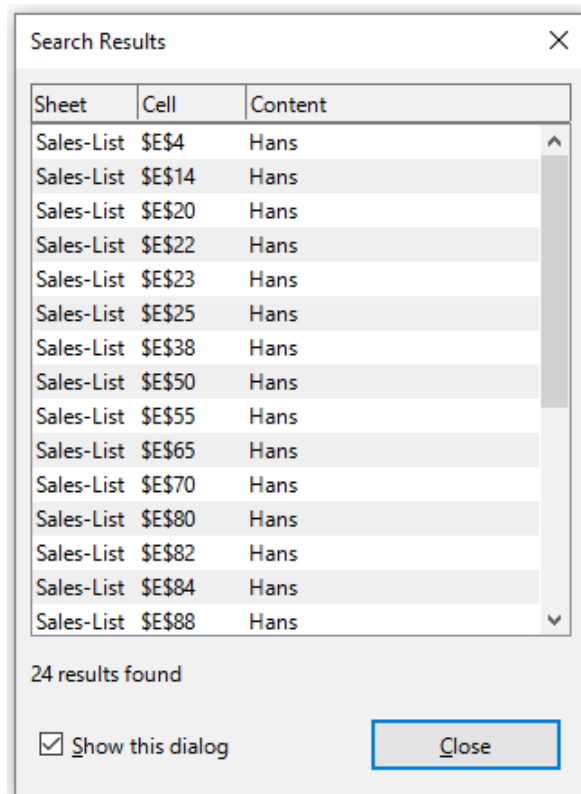 Search Results
Sheet Cell Content
Sales-List $E$4 Hans
Sales-List $E$14 Hans
Sales-List $E$20 Hans
Sales-List $E$22 Hans
Sales-List $E$23 Hans
Sales-List $E$25 Hans
Sales-List $E$38 Hans
Sales-List $E$50 Hans
Sales-List $E$55 Hans
Sales-List $E$65 Hans
Sales-List $E$70 Hans
Sales-List $E$80 Hans
Sales-List $E$82 Hans
Sales-List $E$84 Hans
Sales-List $E$88 Hans
24 results found
Show this dialog Close